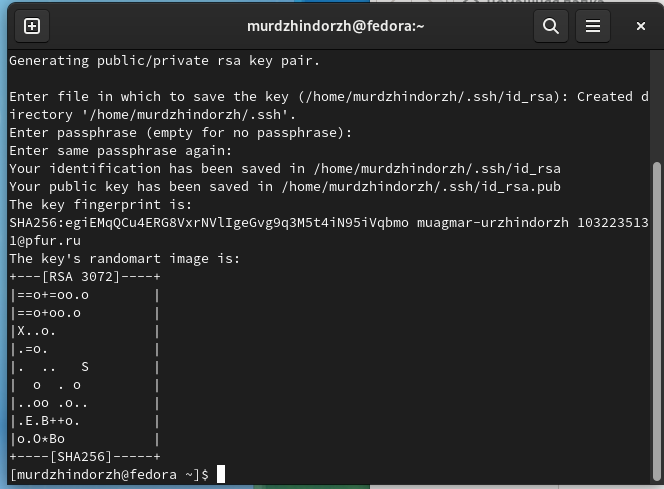 murdzhindorzh@fedora:~
Generating public/private rsa key pair.
Enter file in which to save the key (/home/murdzhindorzh/.ssh/id_rsa): Created d
irectory '/home/murdzhindorzh/.ssh'.
Enter passphrase (empty for no passphrase):
Enter same passphrase again:
Your identification has been saved in /home/murdzhindorzh/.ssh/id_rsa
Your public key has been saved in /home/murdzhindorzh/.ssh/id_rsa.pub
The key fingerprint is:
SHA256:egiEMqQCu4ERG8VxrNVlIgeGvg9q3M5t4iN95iVqbmo muagmar-urzhindorzh 103223513
1@pfur.ru
The key's randomart image is:
+---[RSA 3072]----+
|==o+=oo.o        |
|==o+oo.o         |
|X..o.            |
|.=o.             |
|.  ..   S        |
|  o  . o         |
|..oo .o..        |
|.E.B++o.         |
|o.O*Bo           |
+----[SHA256]-----+
[murdzhindorzh@fedora ~]$